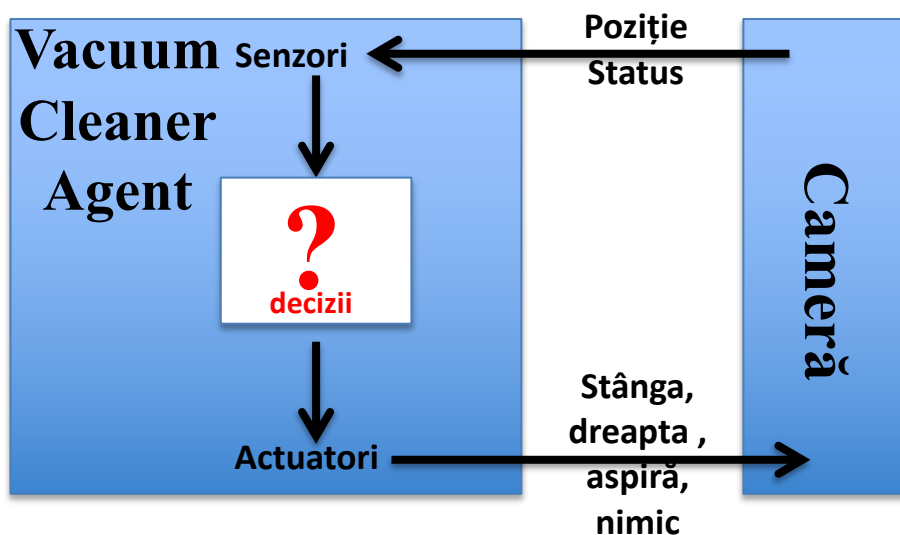 Vacuum
Cleaner
Agent
Senzori
?
decizii
Actuatori
Poziție
Status
Stânga,
dreapta ,
aspiră,
nimic
Cameră